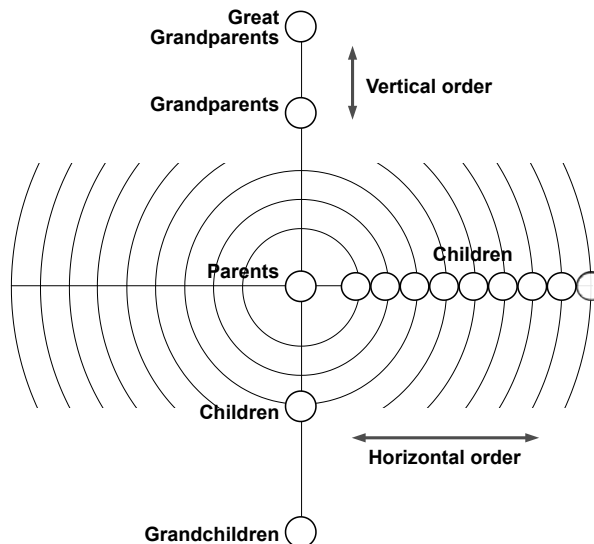 Great
Grandparents
Vertical order
Grandparents
Children
Parents
Children
Horizontal order
Grandchildren